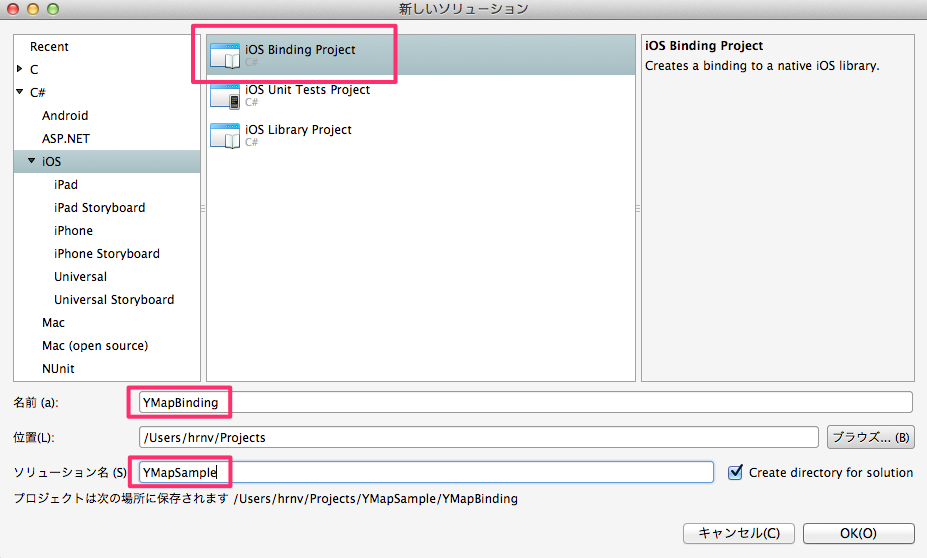 新しいソリューション
Recent
C
C#
Android
ASP.NET
iOS
iPad
iPad Storyboard
iPhone
iPhone Storyboard
Universal
Universal Storyboard
Mac
Mac (open source)
NUnit
iOS Binding Project
C#
iOS Unit Tests Project
C#
iOS Library Project
C#
iOS Binding Project
Creates a binding to a native iOS library.
名前 (a):
YMapBinding
位置(L):
/Users/hrnv/Projects
ブラウズ... (B)
ソリューション名 (S)
YMapSample
Create directory for solution
プロジェクトは次の場所に保存されます /Users/hrnv/Projects/YMapSample/YMapBinding
キャンセル(C)
OK(O)